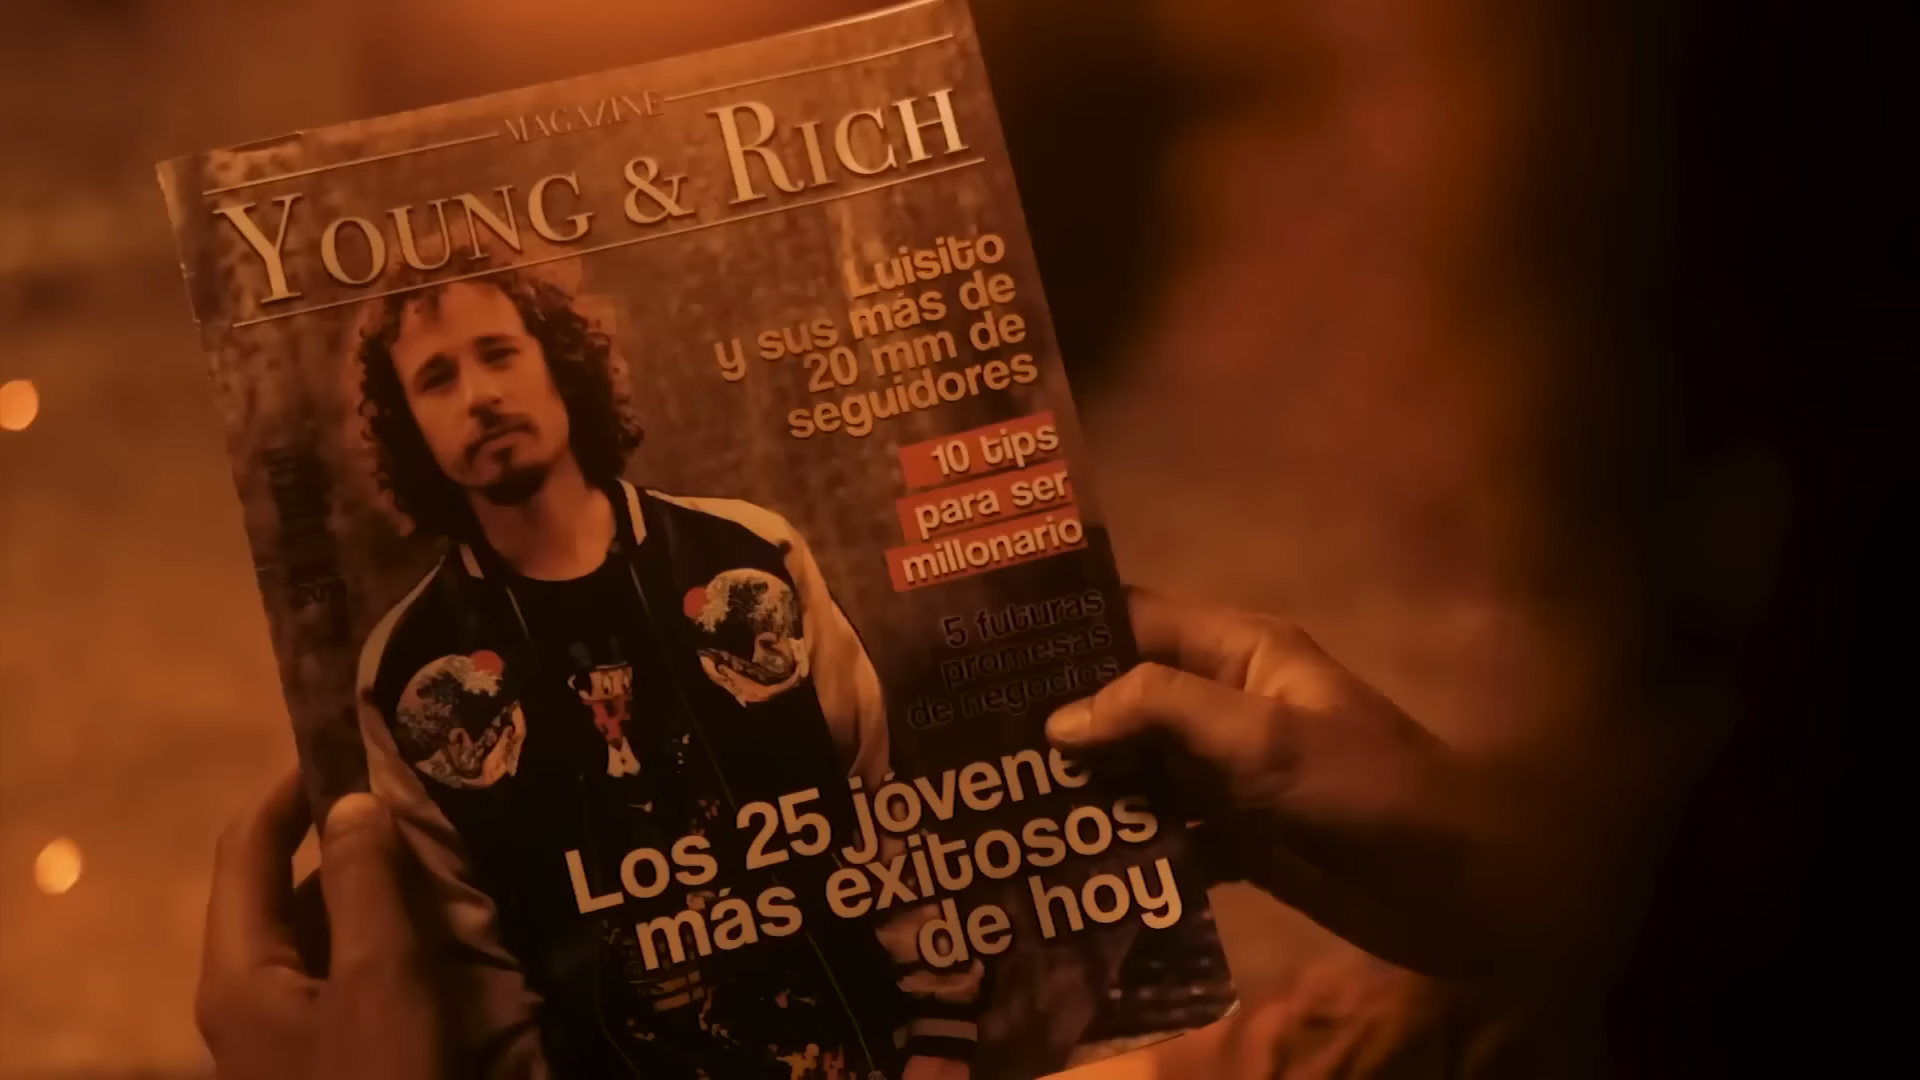 MAGAZINE
YOUNG & RICH
Luisito
y sus más de
20 mm de
seguidores
10 tips
para ser
millonario
5 futuras
promesas
de negocios
Los 25 jóvene
más exitosos
de hoy